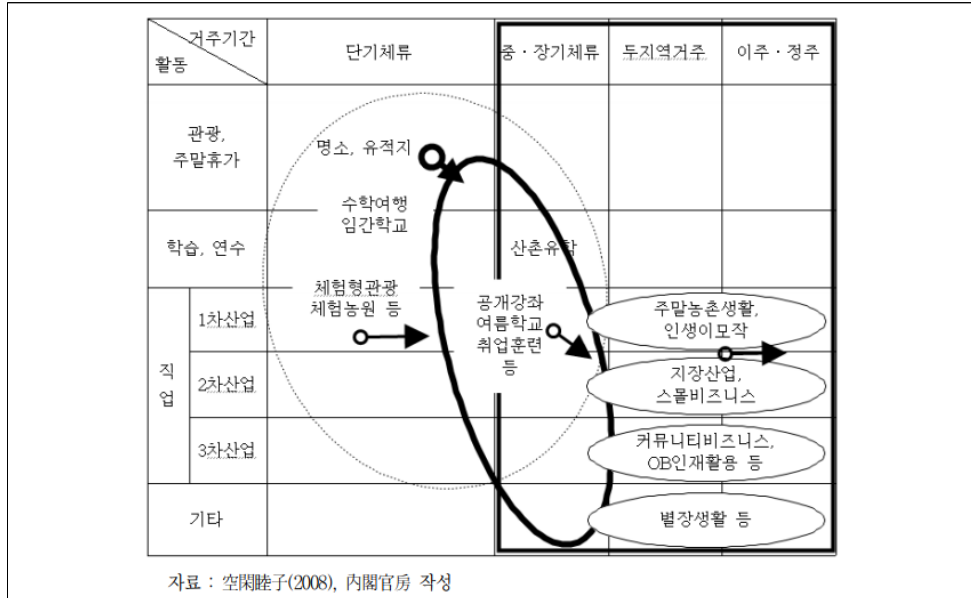 거주기간
활동
단기체류
중·장기체류
두지역거주
이주·정주
관광,
주말휴가
명소, 유적지
수학여행
임간학교
학습, 연수
산촌유학
직
업
1차산업
체험형관광
체험농원 등
공개강좌
여름학교
취업훈련
등
주말농촌생활,
인생이모작
2차산업
지장산업,
스몰비즈니스
3차산업
커뮤니티비즈니스,
OB인재활용 등
기타
별장생활 등
자료 : 空閑睦子(2008), 内閣官房 작성